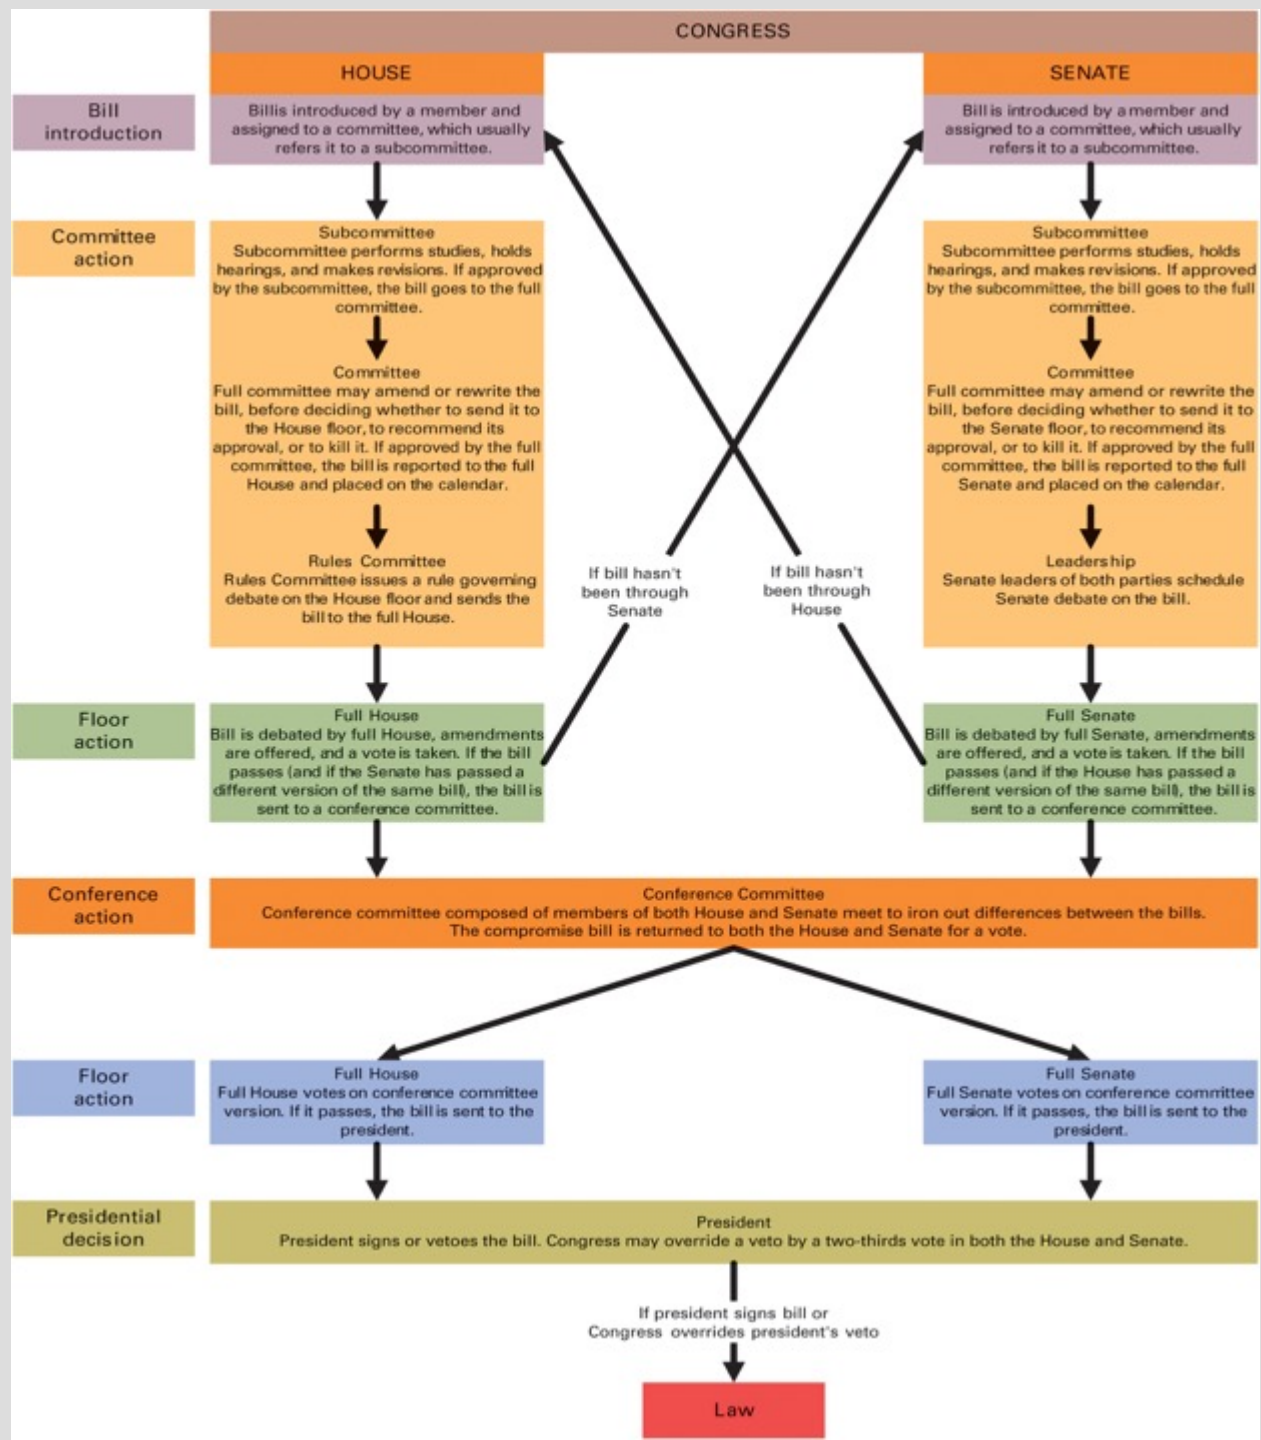 CONGRESS
HOUSE
SENATE
Bill
introduction
Billis introduced by a member and
assigned to a committee, which usually
refers it to a subcommittee.
Bill is introduced by a member and
assigned to a committee, which usually
refers it to a subcommittee.
Committee
action
Subcommittee
Subcommittee performs studies, holds
hearings, and makes revisions. If approved
by the subcommittee, the bill goes to the full
committee.
Committee
Full committee may amend or rewrite the
bill, before deciding whether to send it to
the House floor, to recommend its
approval, or to kill it. If approved by the full
committee, the bill is reported to the full
House and placed on the calendar.
Rules Committee
Rules Committee issues a rule governing
debate on the House floor and sends the
bill to the full House.
If bill hasn't
been through
Senate
If bill hasn't
been through
House
Subcommittee
Subcommittee performs studies, holds
hearings, and makes revisions. If approved
by the subcommittee, the bill goes to the full
committee.
Committee
Full committee may amend or rewrite the
bill, before deciding whether to send it to
the Senate floor, to recommend its
approval, or to kill it. If approved by the full
committee, the bill is reported to the full
Senate and placed on the calendar.
Leadership
Senate leaders of both parties schedule
Senate debate on the bill.
Floor
action
Full House
Bill is debated by full House, amendments
are offered, and a vote is taken. If the bill
passes (and if the Senate has passed a
different version of the same bill), the bill is
sent to a conference committee.
Full Senate
Bill is debated by full Senate, amendments
are offered, and a vote is taken. If the bill
passes (and if the House has passed a
different version of the same bill), the bill is
sent to a conference committee.
Conference
action
Conference Committee
Conference committee composed of members of both House and Senate meet to iron out differences between the bills.
The compromise bill is returned to both the House and Senate for a vote.
Floor
action
Full House
Full House votes on conference committee
version. If it passes, the bill is sent to the
president.
Full Senate
Full Senate votes on conference committee
version. If it passes, the bill is sent to the
president.
Presidential
decision
President
President signs or vetoes the bill. Congress may override a veto by a two-thirds vote in both the House and Senate.
If president signs bill or
Congress overrides president's veto
Law